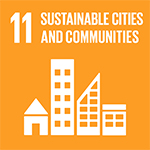 11 SUSTAINABLE CITIES
AND COMMUNITIES